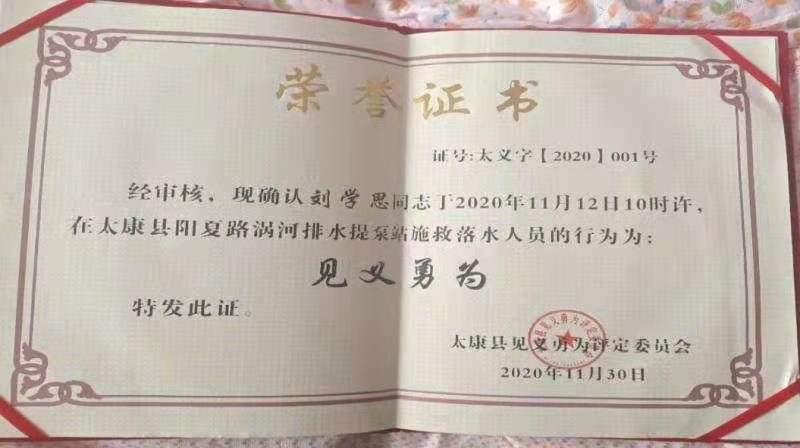 荣誉证书
证号:太义字【2020】001号
经审核，现确认刘学思同志于2020年11月12日10时许，
在太康县阳夏路涡河排水提泵站施救落水人员的行为为：
见义勇为
特发此证。
太康县见义勇为评定委员会
2020年11月30日